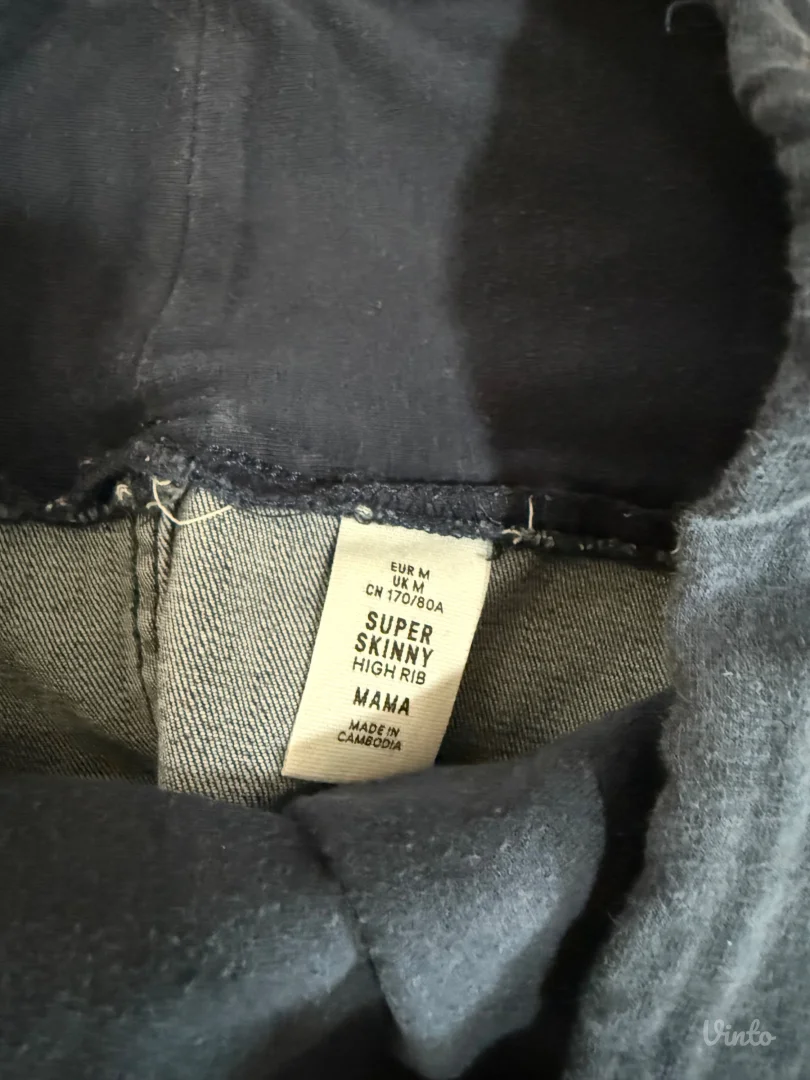 EUR M
UK M
CN 170/80A
SUPER
SKINNY
HIGH RIB
MAMA
MADE IN
CAMBODIA
Vinto